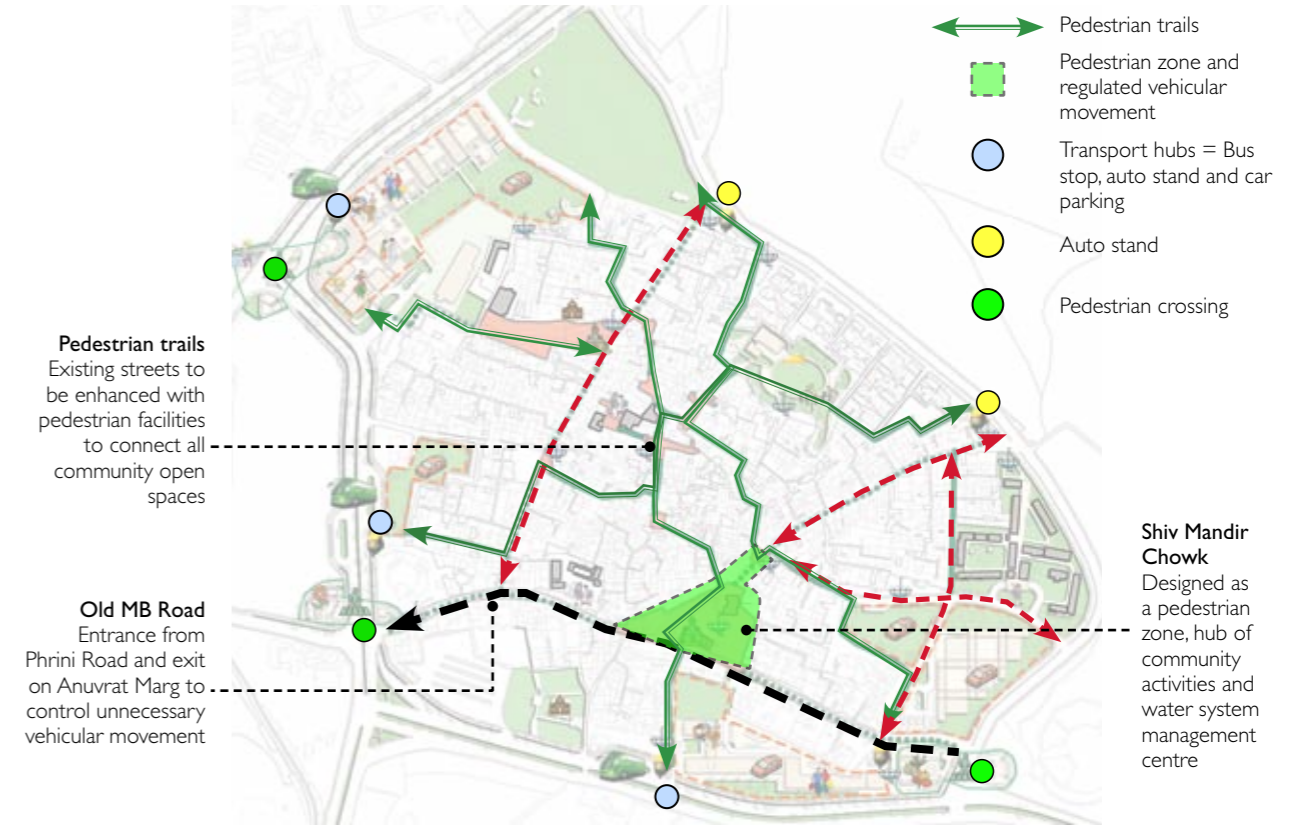 Pedestrian trails
Pedestrian zone and
regulated vehicular
movement
Transport hubs = Bus
stop, auto stand and car
parking
Auto stand
Pedestrian crossing
Pedestrian trails
Existing streets to
be enhanced with
pedestrian facilities
to connect all
community open
spaces
Old MB Road
Entrance from
Phrini Road and exit
on Anuvrat Marg to
control unnecessary
vehicular movement
Shiv Mandir
Chowk
Designed as
a pedestrian
zone, hub of
community
activities and
water system
management
centre